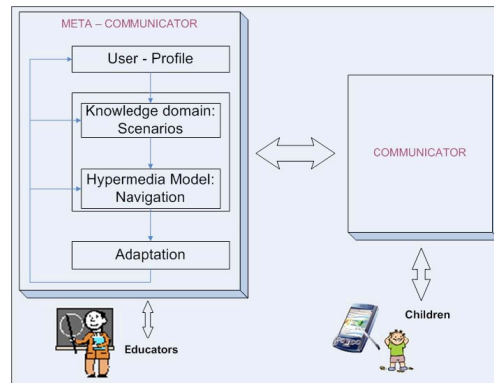 META – COMMUNICATOR
User - Profile
Knowledge domain:
Scenarios
Hypermedia Model:
Navigation
Adaptation
COMMUNICATOR
Educators
Children